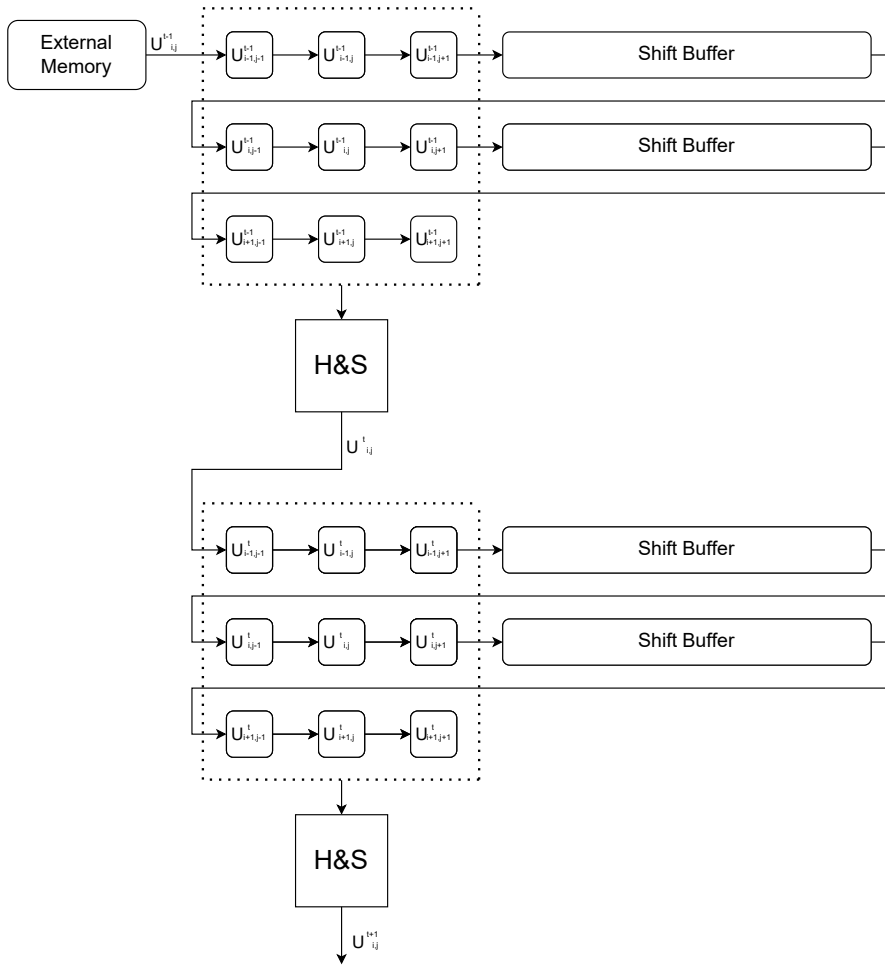 External
Memory
U^{t-1}_{i,j}
U^{t-1}_{i-1,j-1}
U^{t-1}_{i-1,j}
U^{t-1}_{i-1,j+1}
Shift Buffer
U^{t-1}_{i,j-1}
U^{t-1}_{i,j}
U^{t-1}_{i,j+1}
Shift Buffer
U^{t-1}_{i+1,j-1}
U^{t-1}_{i+1,j}
U^{t-1}_{i+1,j+1}
H&S
U^{t}_{i,j}
U^{t}_{i-1,j-1}
U^{t}_{i-1,j}
U^{t}_{i-1,j+1}
Shift Buffer
U^{t}_{i,j-1}
U^{t}_{i,j}
U^{t}_{i,j+1}
Shift Buffer
U^{t}_{i+1,j-1}
U^{t}_{i+1,j}
U^{t}_{i+1,j+1}
H&S
U^{t+1}_{i,j}